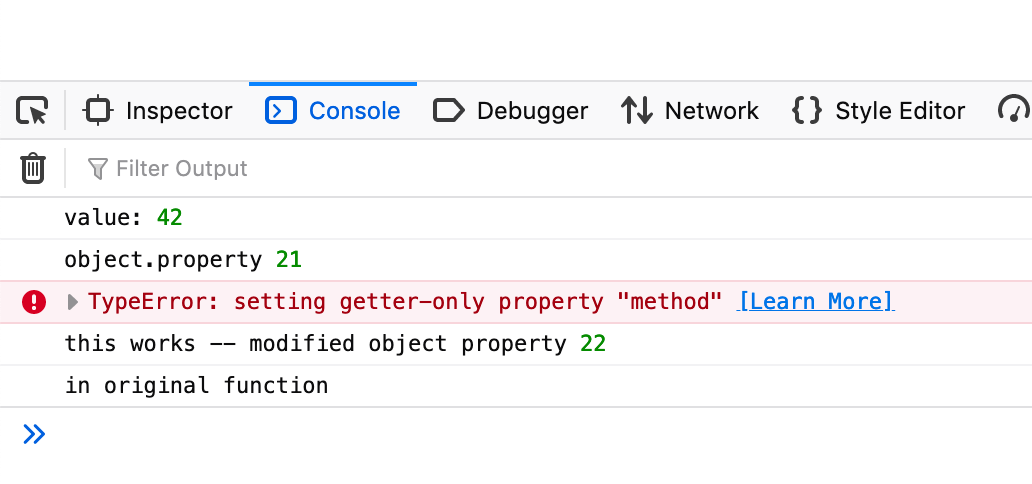 Inspector Console Debugger Network Style Editor
Filter Output
value: 42
object.property 21
TypeError: setting getter-only property "method" [Learn More]
this works -- modified object property 22
in original function